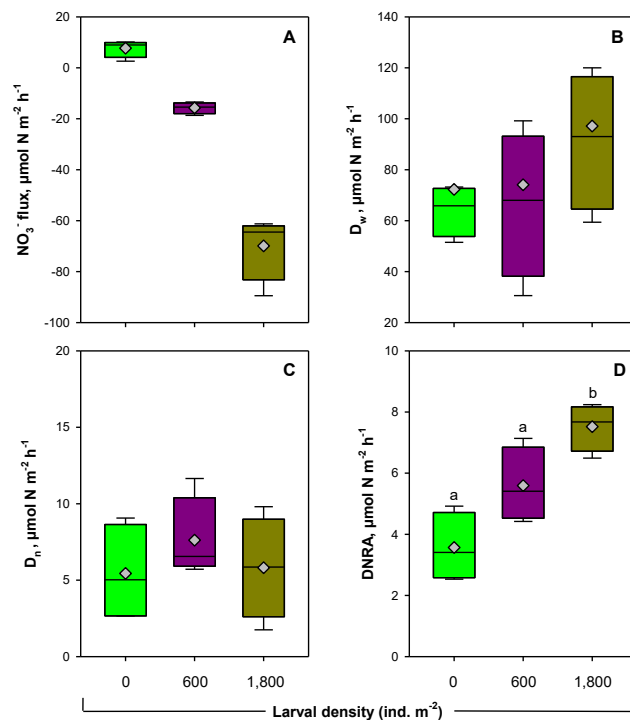 A
NO₃⁻ flux, µmol N m⁻² h⁻¹
20
0
-20
-40
-60
-80
-100
B
D_w, µmol N m⁻² h⁻¹
140
120
100
80
60
40
20
C
D_n, µmol N m⁻² h⁻¹
20
15
10
5
0
0
600
1,800
D
DNRA, µmol N m⁻² h⁻¹
10
8
6
4
2
0
a
a
b
0
600
1,800
Larval density (ind. m⁻²)